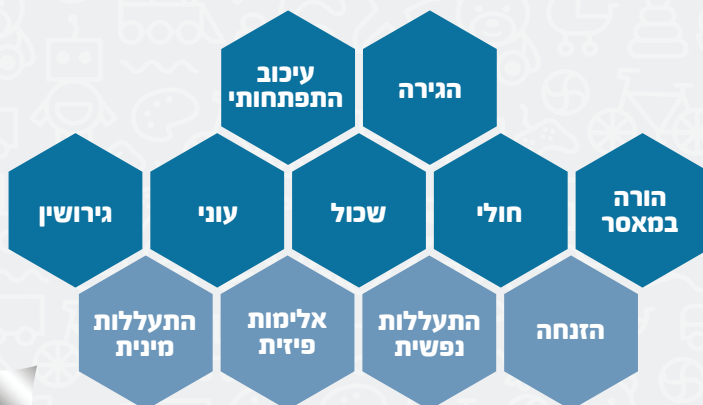 הגירה
עיכוב
התפתחותי
הורה
במאסר
חולי
שכול
עוני
גירושין
הזנחה
התעללות
נפשית
אלימות
פיזית
התעללות
מינית